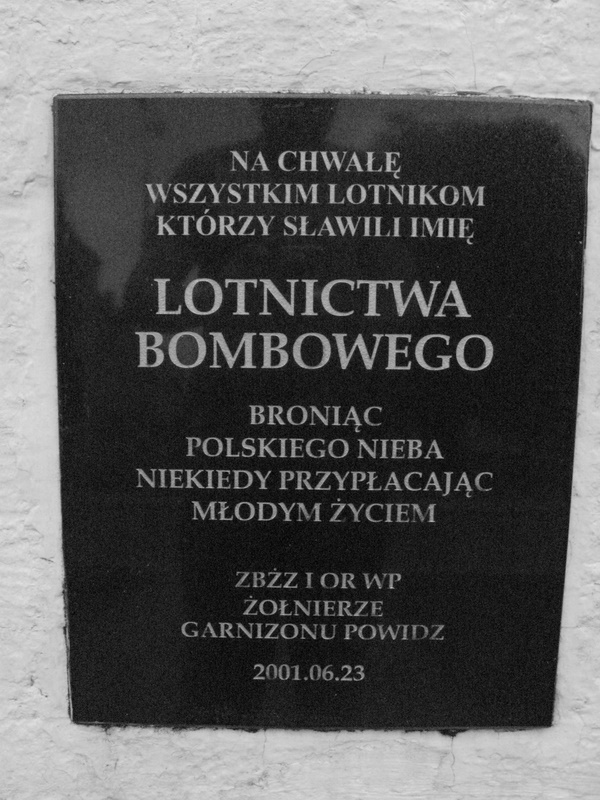 NA CHWAŁĘ
WSZYSTKIM LOTNIKOM
KTÓRZY SŁAWILI IMIĘ
LOTNICTWA
BOMBOWEGO
BRONIĄC
POLSKIEGO NIEBA
NIEKIEDY PRZYPŁACAJĄC
MŁODYM ŻYCIEM
ZBŻZ I OR WP
ŻOŁNIERZE
GARNIZONU POWIDZ
2001.06.23